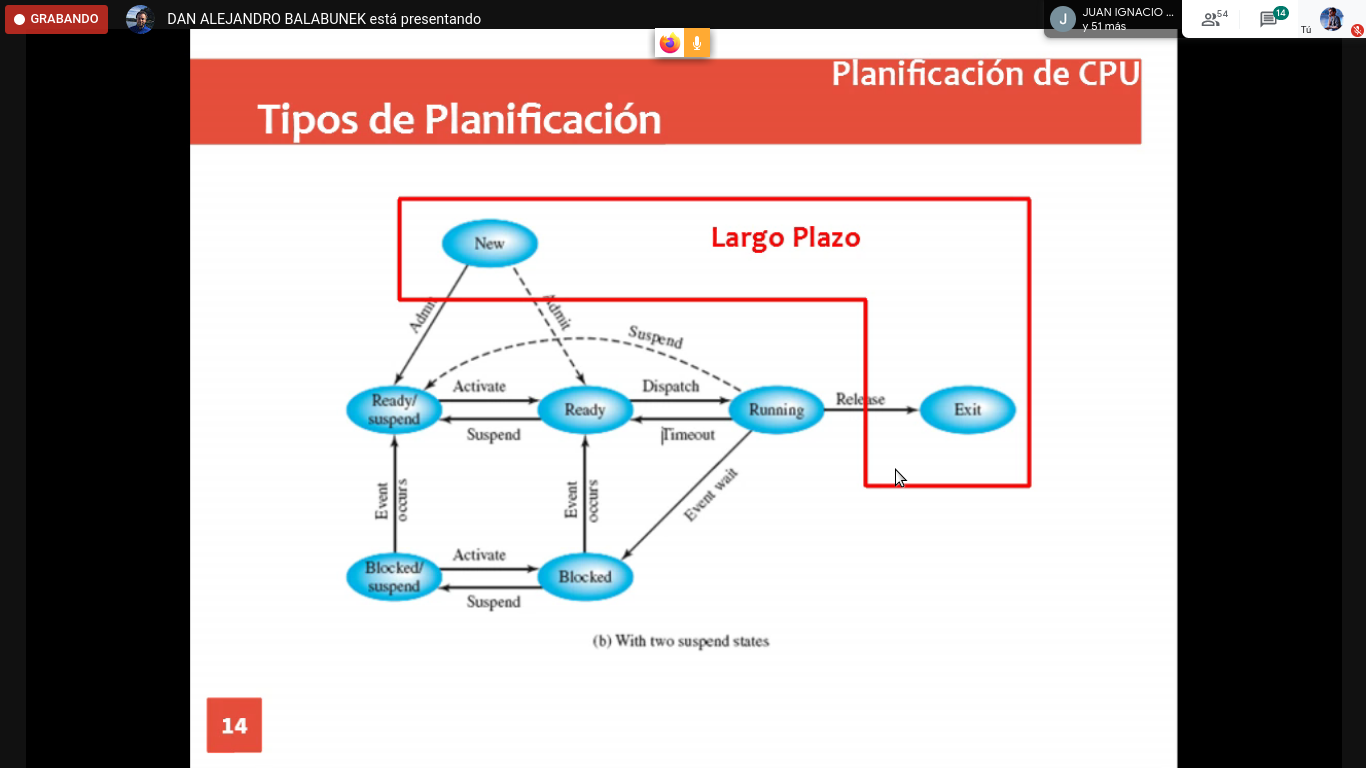 GRABANDO
DAN ALEJANDRO BALABUNEK está presentando
J
JUAN IGNACIO ...
y 51 más
54
14
Tú
Planificación de CPU
Tipos de Planificación
Largo Plazo
New
Admit
Admit
Suspend
Ready/
suspend
Activate
Suspend
Ready
Dispatch
Timeout
Running
Release
Exit
Event
occurs
Event
occurs
Event wait
Blocked/
suspend
Activate
Suspend
Blocked
(b) With two suspend states
14